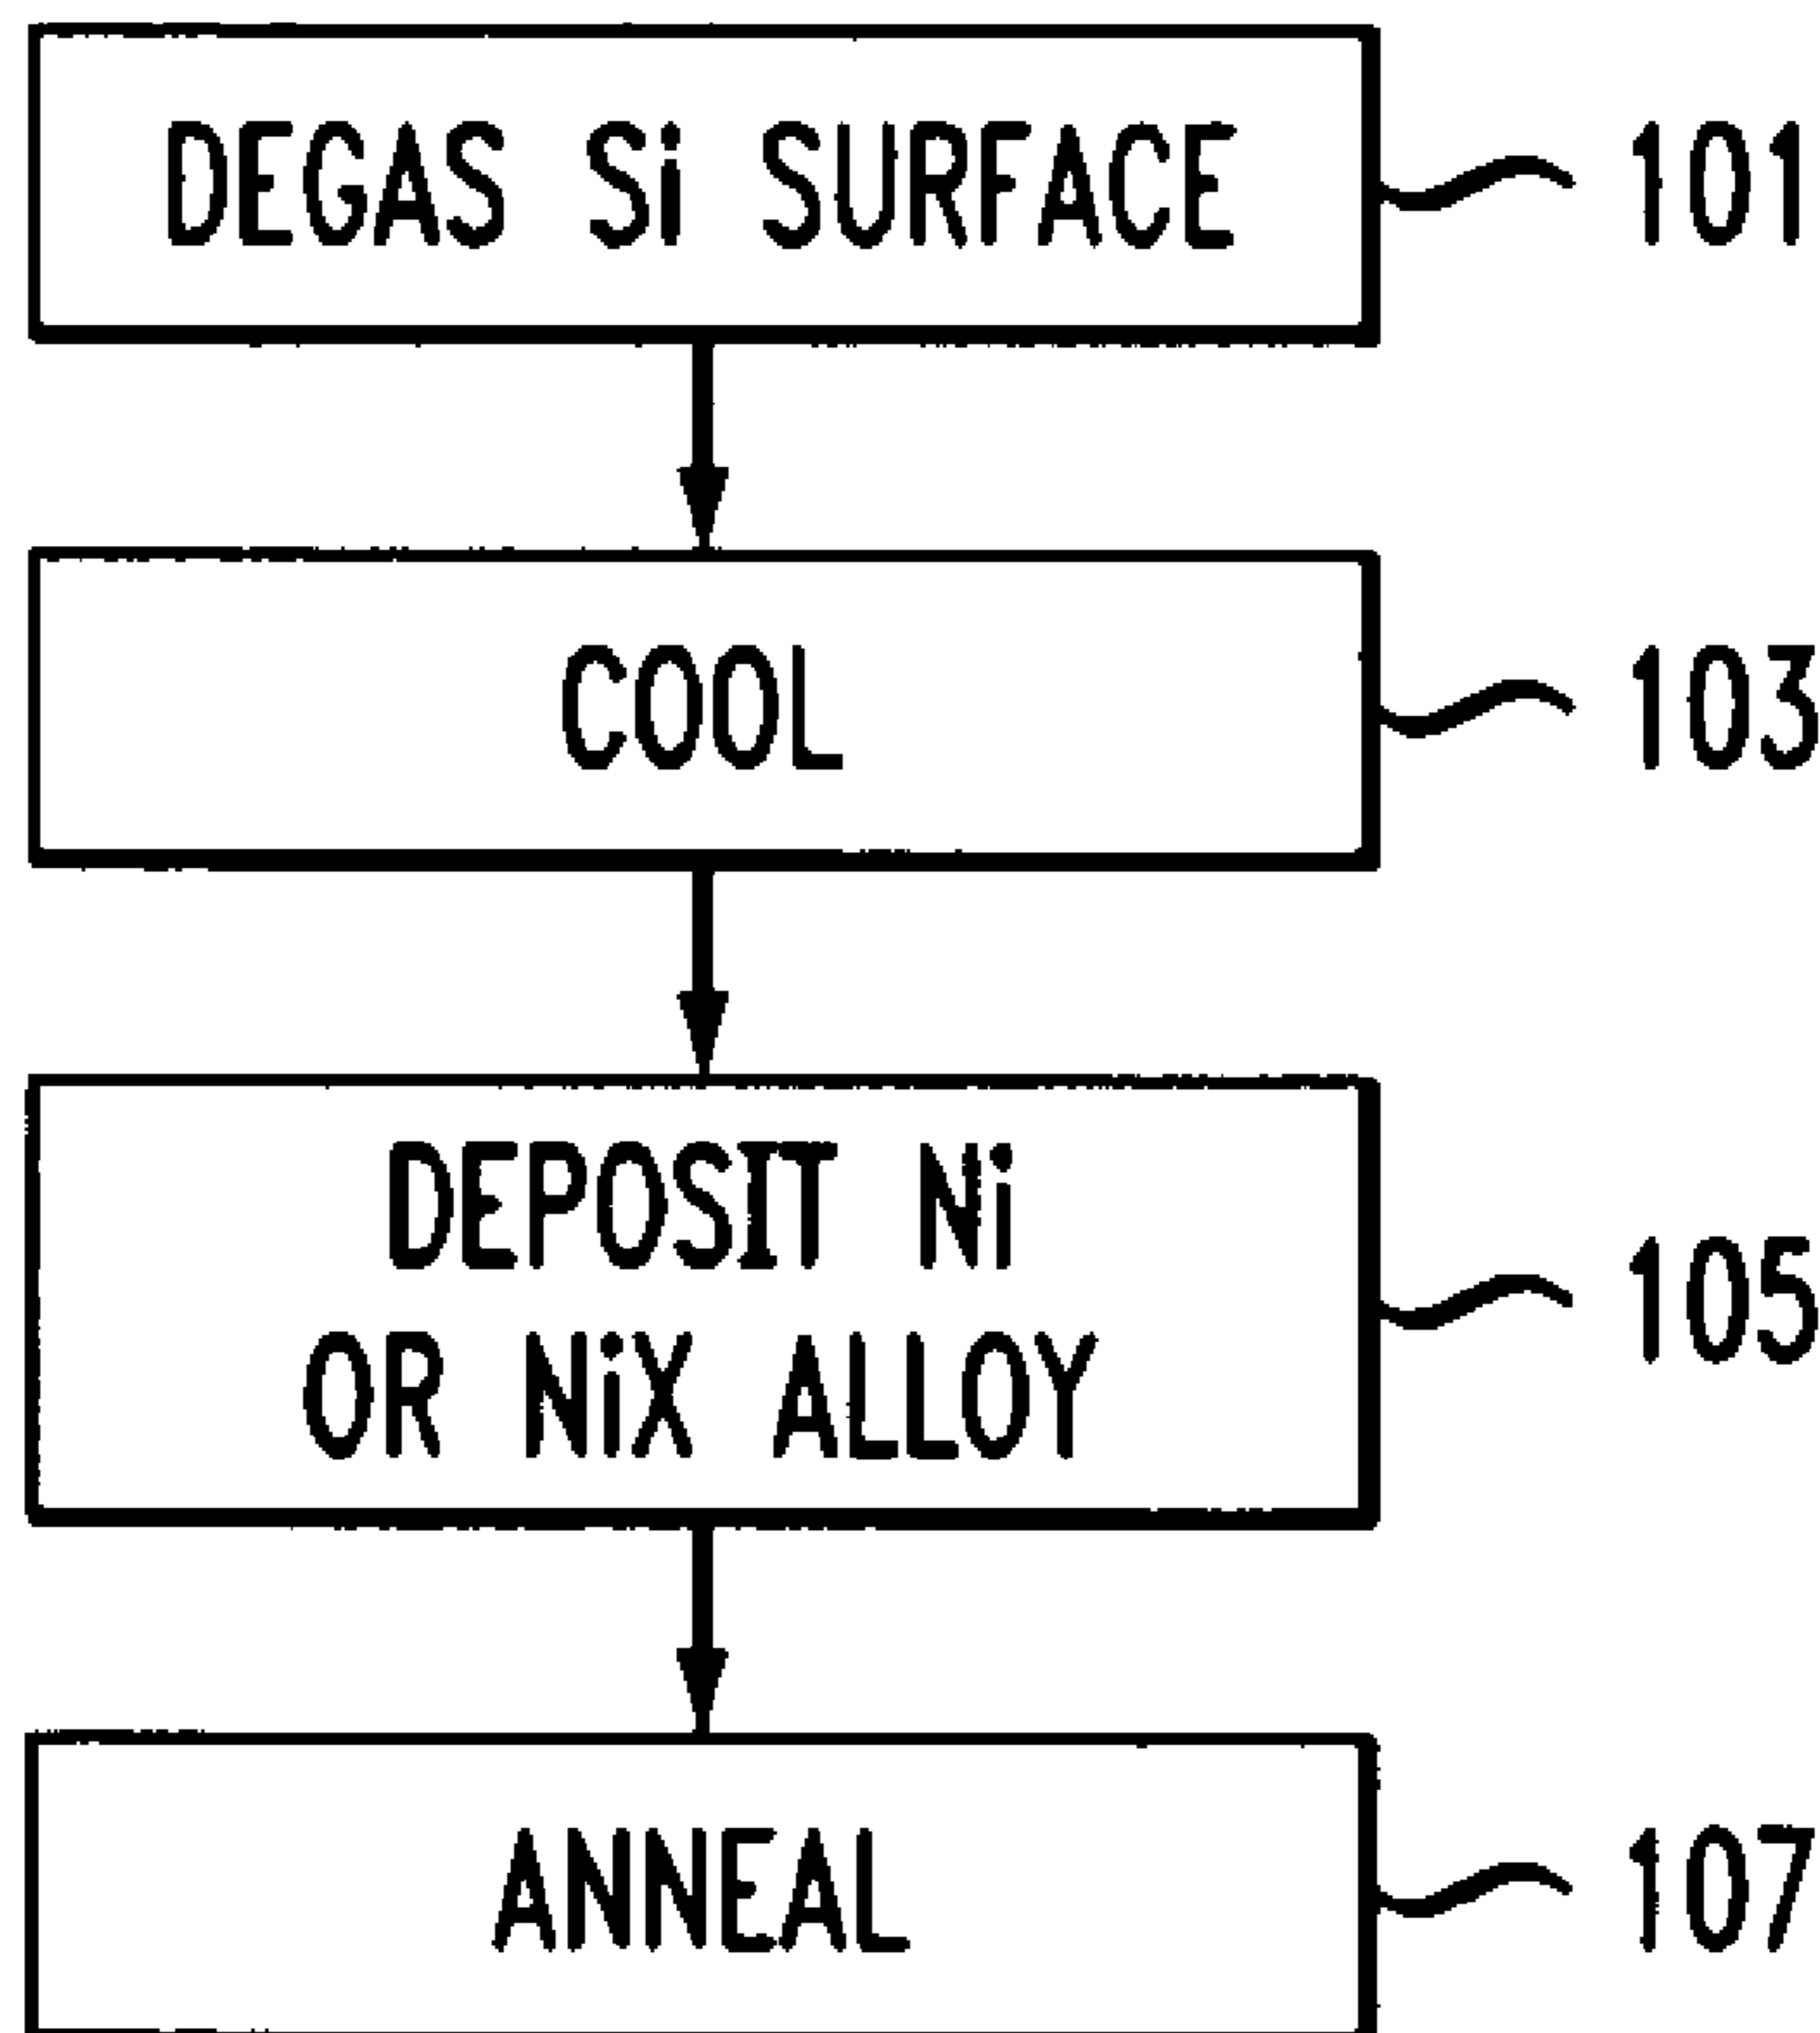 DEGAS Si SURFACE
101
COOL
103
DEPOSIT Ni
OR NiX ALLOY
105
ANNEAL
107